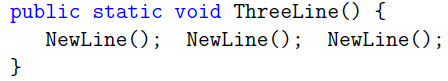 public static void ThreeLine() {
   NewLine();  NewLine();  NewLine();
}